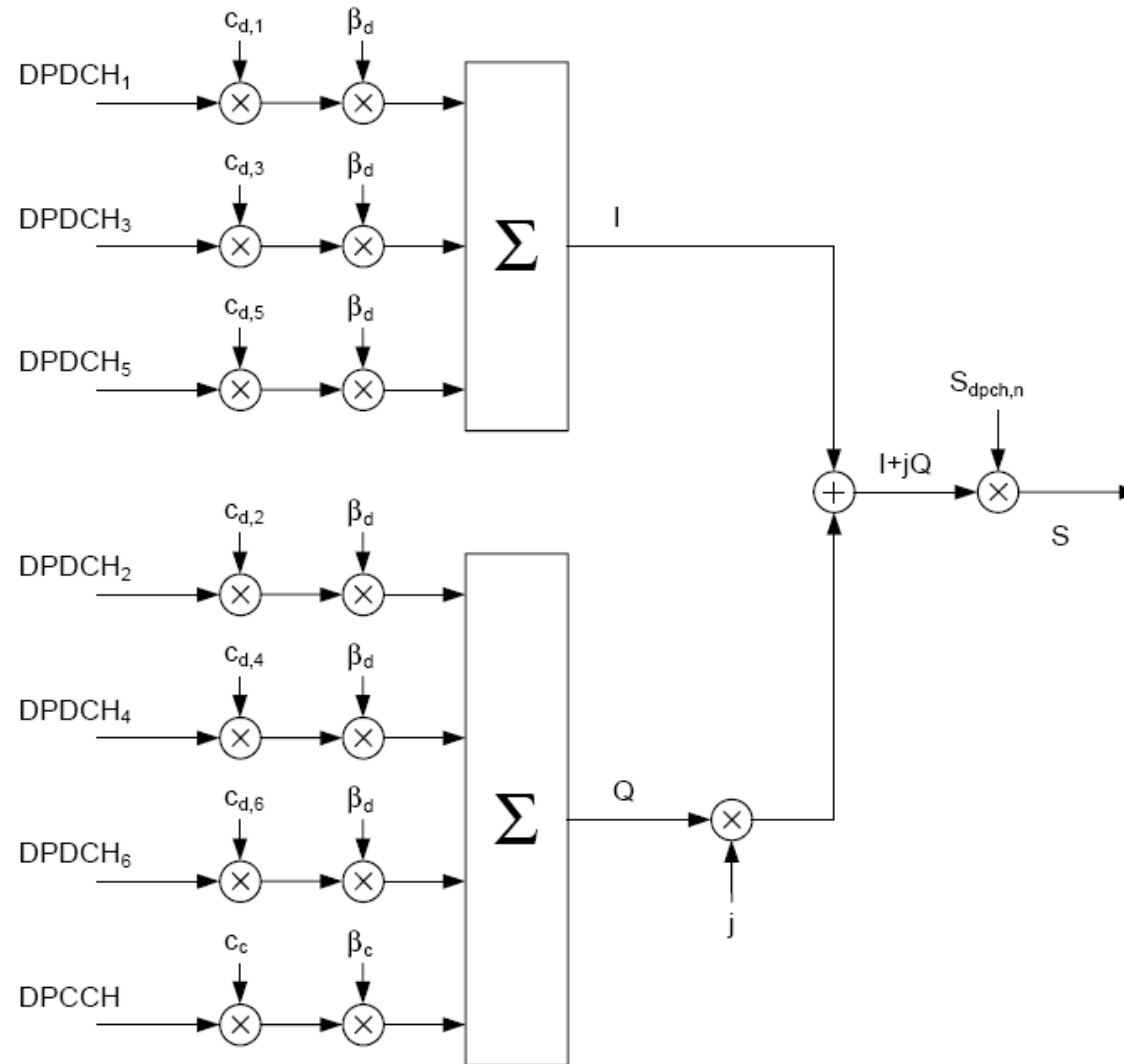 c_d,1 β_d
DPDCH_1
c_d,3 β_d
DPDCH_3
Σ
I
c_d,5 β_d
DPDCH_5
S_dpch,n
I+jQ
S
c_d,2 β_d
DPDCH_2
c_d,4 β_d
DPDCH_4
c_d,6 β_d
Σ
Q
DPDCH_6
j
c_c β_c
DPCCH